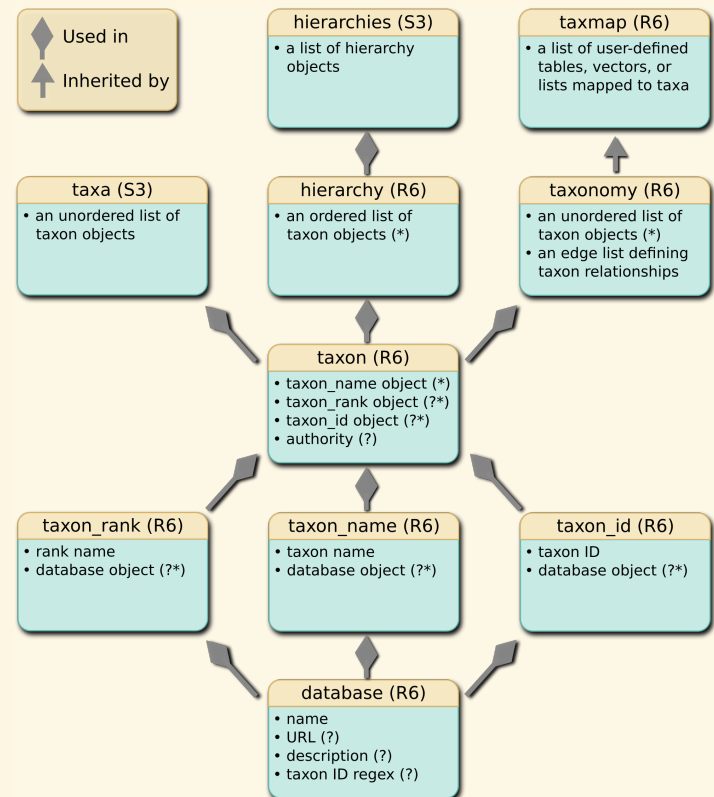 Used in
Inherited by
hierarchies (S3)
• a list of hierarchy
objects
taxmap (R6)
• a list of user-defined
tables, vectors, or
lists mapped to taxa
taxa (S3)
• an unordered list of
taxon objects
hierarchy (R6)
• an ordered list of
taxon objects (*)
taxonomy (R6)
• an unordered list of
taxon objects (*)
• an edge list defining
taxon relationships
taxon (R6)
• taxon_name object (*)
• taxon_rank object (?*)
• taxon_id object (?*)
• authority (?)
taxon_rank (R6)
• rank name
• database object (?*)
taxon_name (R6)
• taxon name
• database object (?*)
taxon_id (R6)
• taxon ID
• database object (?*)
database (R6)
• name
• URL (?)
• description (?)
• taxon ID regex (?)